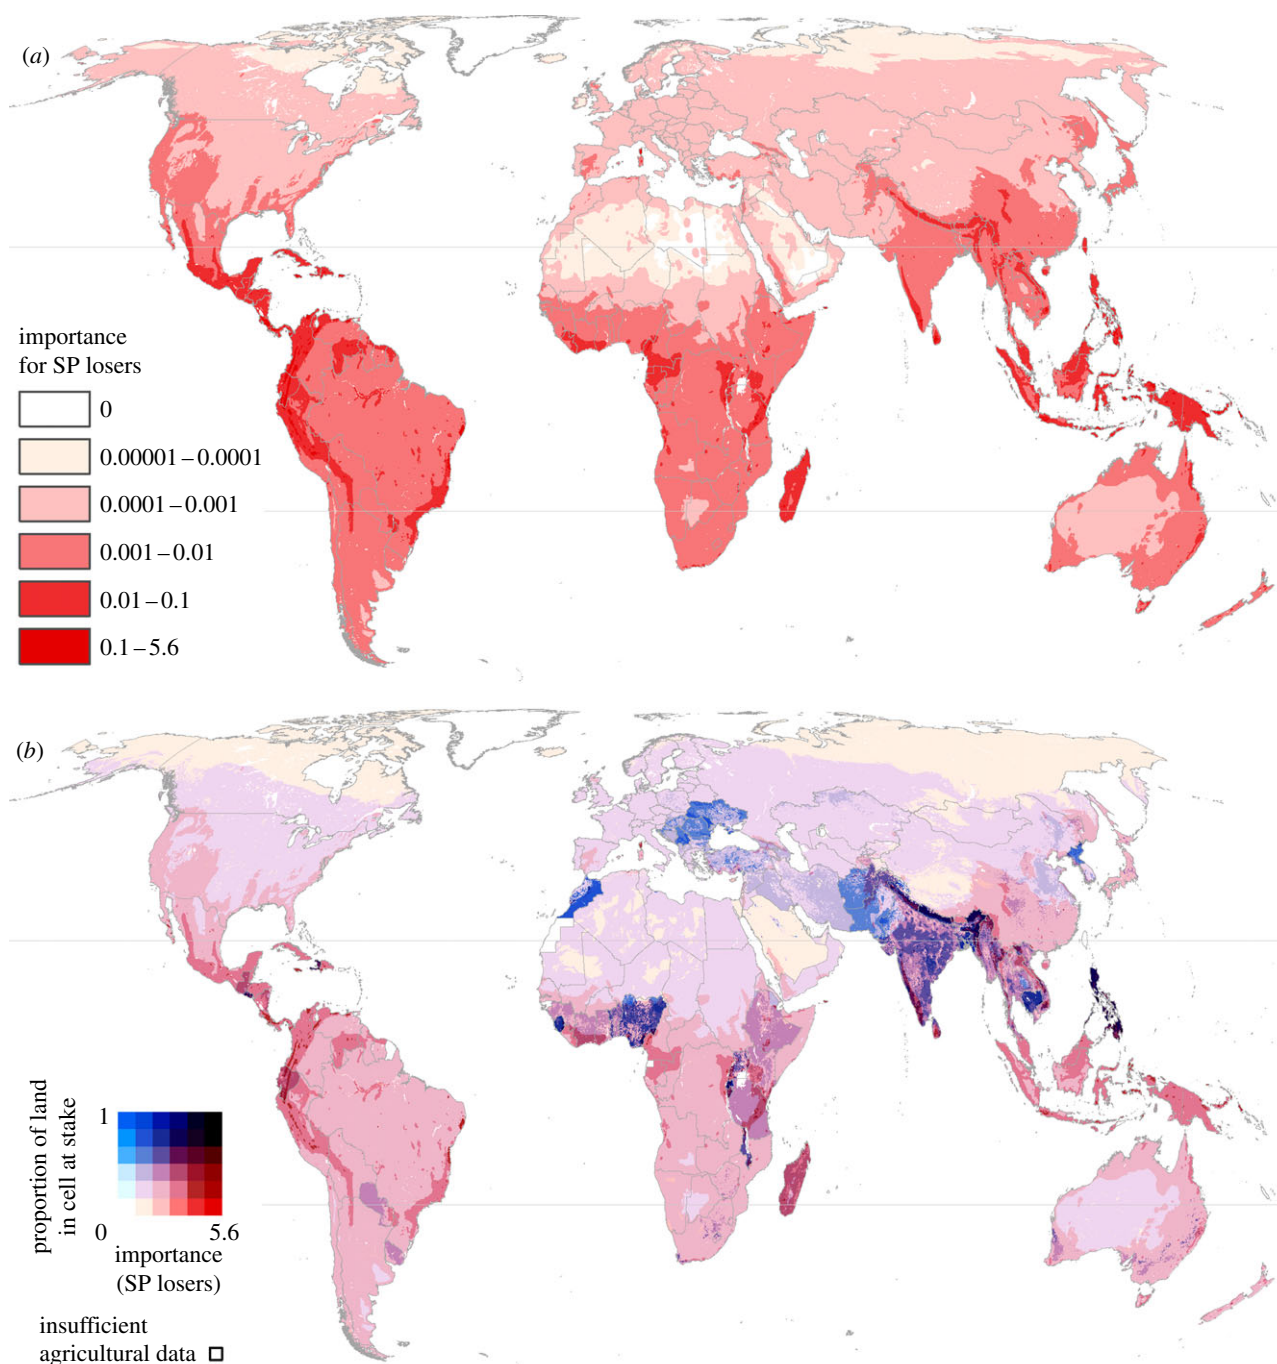 (a)
importance
for SP losers
0
0.00001–0.0001
0.0001–0.001
0.001–0.01
0.01–0.1
0.1–5.6
(b)
proportion of land
in cell at stake
1
0
5.6
importance
(SP losers)
insufficient
agricultural data